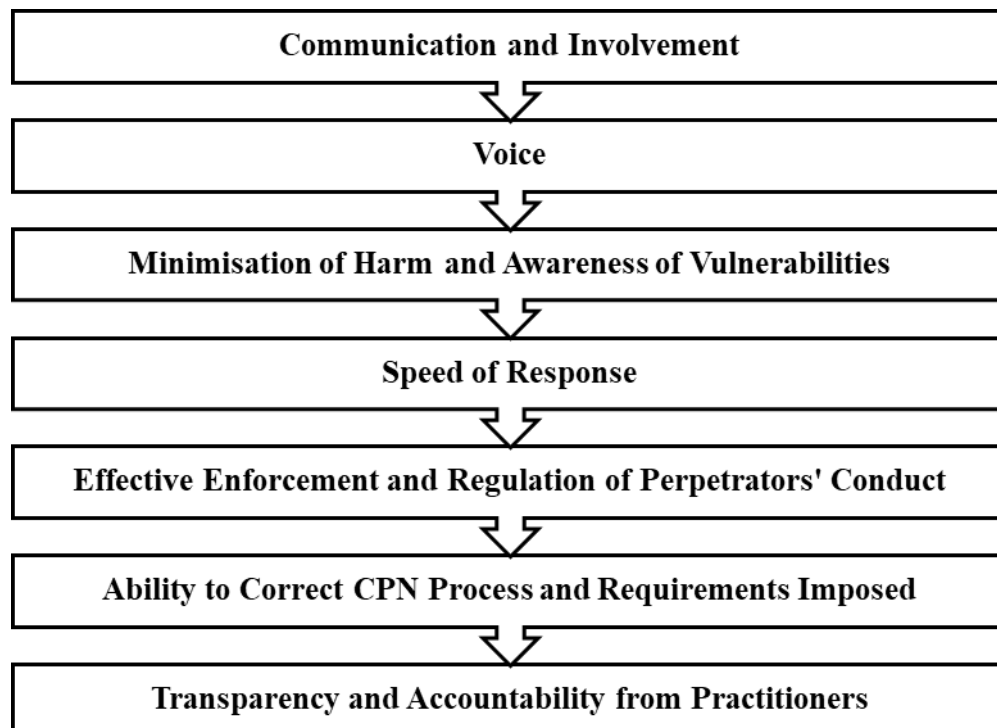 Communication and Involvement
Voice
Minimisation of Harm and Awareness of Vulnerabilities
Speed of Response
Effective Enforcement and Regulation of Perpetrators' Conduct
Ability to Correct CPN Process and Requirements Imposed
Transparency and Accountability from Practitioners